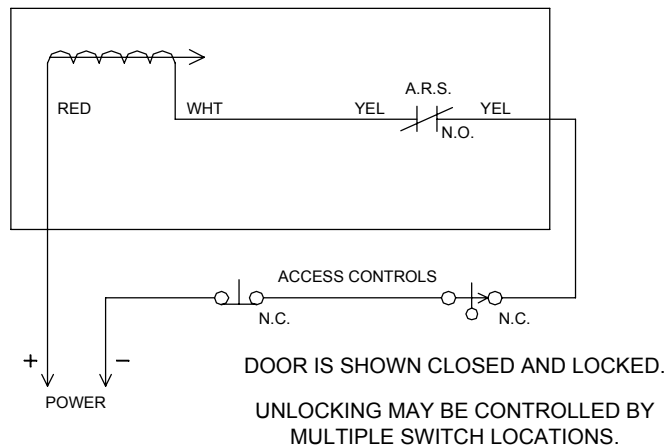 A.R.S.
RED
WHT
YEL
YEL
N.O.
ACCESS CONTROLS
N.C.
N.C.
+
–
POWER
DOOR IS SHOWN CLOSED AND LOCKED.
UNLOCKING MAY BE CONTROLLED BY
MULTIPLE SWITCH LOCATIONS.